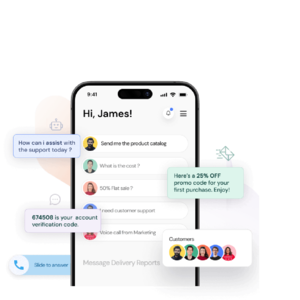 9:41
Hi, James!
Send me the product catalog
How can i assist with
the support today ?
What is the cost ?
Here's a 25% OFF
promo code for your
first purchase. Enjoy!
50% flat sale ?
I need customer support
674506 is your account
verification code.
Voice call from Marketing
Customers
Slide to answer
Message Delivery Reports